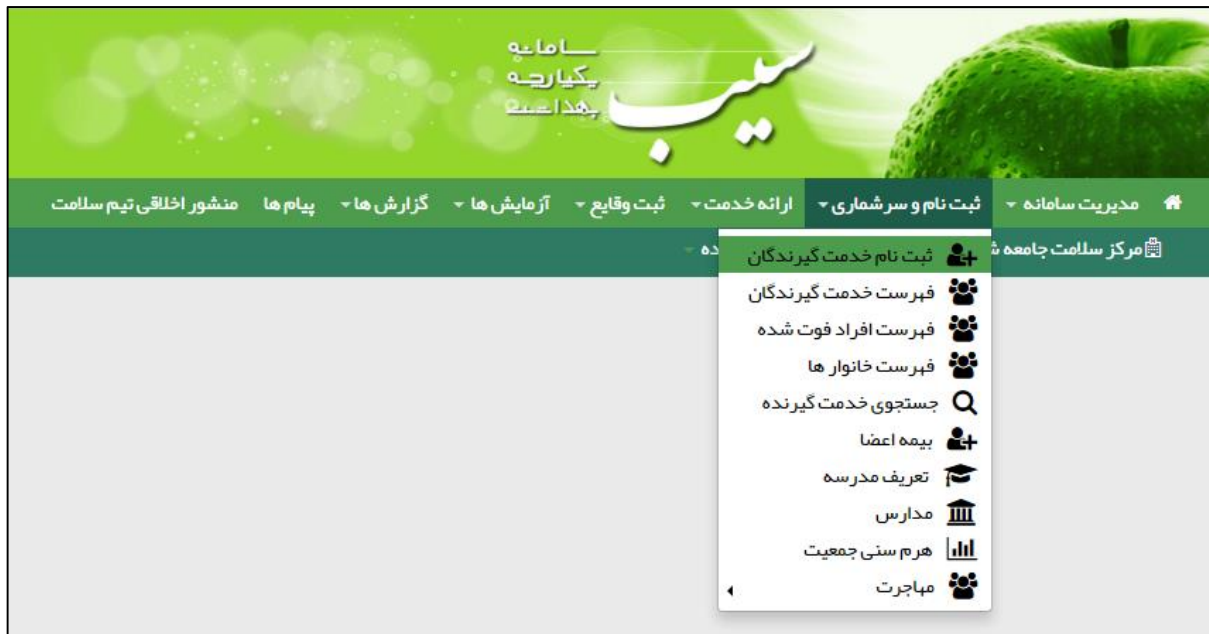 سامانه
یکپارچه
بهداشت
سیب
مدیریت سامانه ثبت نام و سرشماری ارائه خدمت ثبت وقایع آزمایش ها گزارش ها پیام ها منشور اخلاقی تیم سلامت
مرکز سلامت جامعه
ثبت نام خدمت گیرندگان
فهرست خدمت گیرندگان
فهرست افراد فوت شده
فهرست خانوار ها
جستجوی خدمت گیرنده
بیمه اعضا
تعریف مدرسه
مدارس
هرم سنی جمعیت
مهاجرت